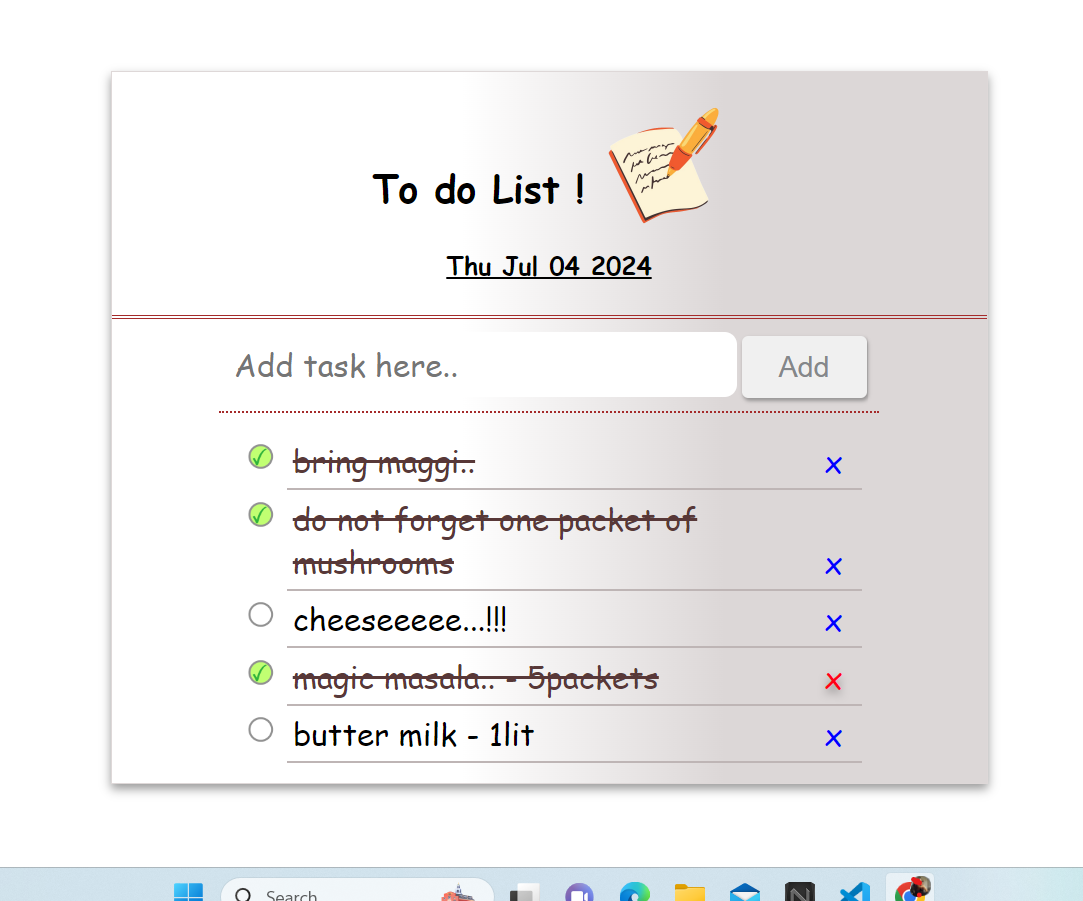 To do List !
Thu Jul 04 2024
Add task here..
Add
bring maggi..
x
do not forget one packet of
mushrooms
x
cheeseeeee...!!!
x
magic masala.. - 5packets
x
butter milk - 1lit
x
Search